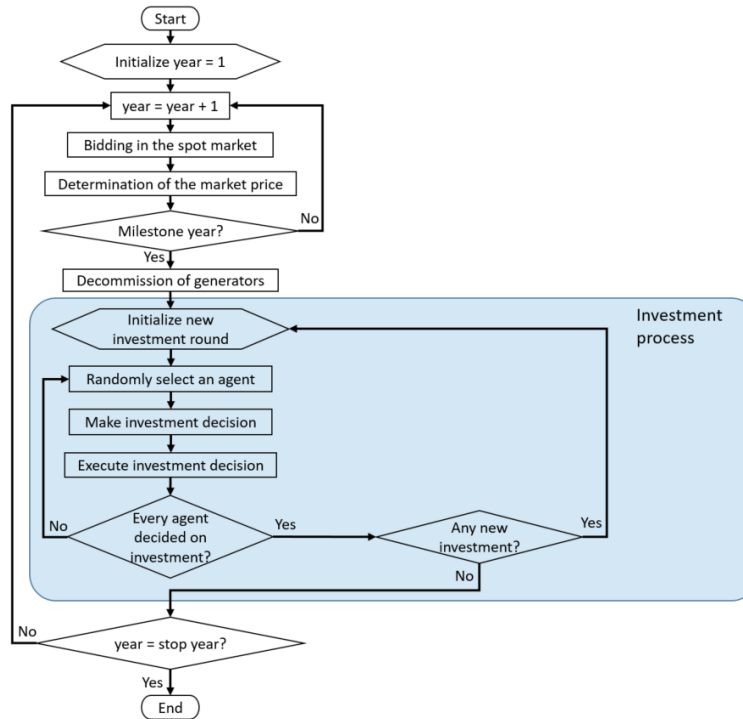 Start
Initialize year = 1
year = year + 1
Bidding in the spot market
Determination of the market price
Milestone year?
No
Yes
Decommission of generators
Investment
process
Initialize new
investment round
Randomly select an agent
Make investment decision
Execute investment decision
Every agent
decided on
investment?
No
Yes
Any new
investment?
Yes
No
year = stop year?
No
Yes
End